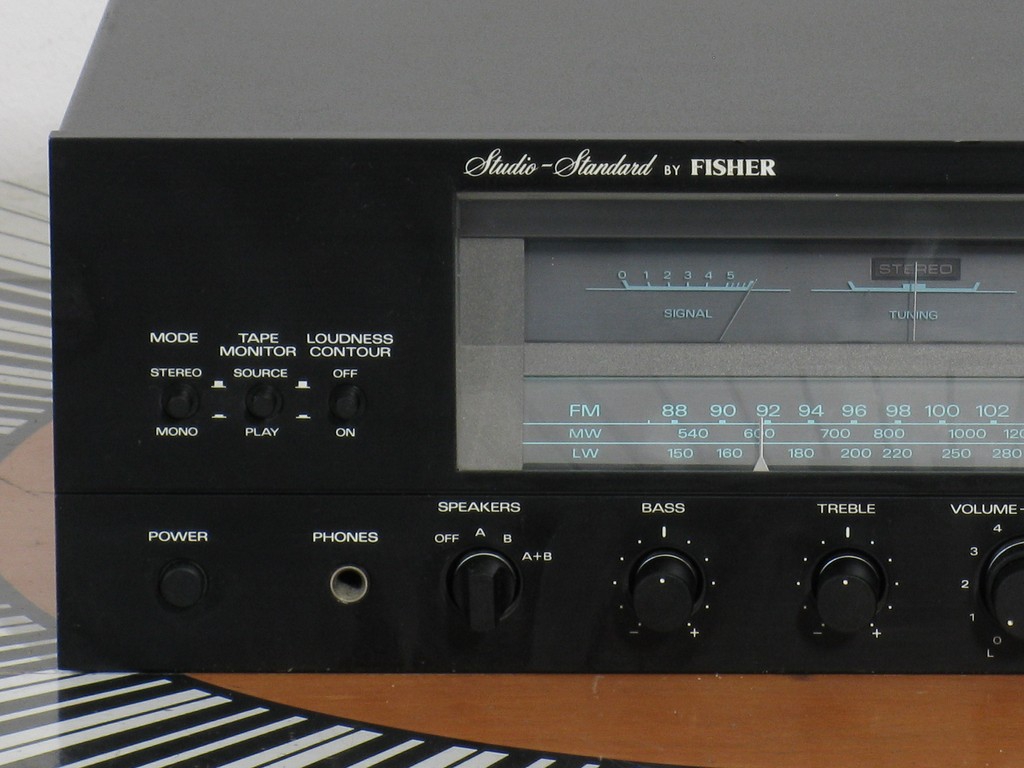 Studio-Standard BY FISHER
STEREO
0 1 2 3 4 5
SIGNAL TUNING
MODE TAPE MONITOR LOUDNESS CONTOUR
STEREO SOURCE OFF
MONO PLAY ON
FM 88 90 92 94 96 98 100 102
MW 540 600 700 800 1000
LW 150 160 180 200 220 250 280
POWER PHONES
SPEAKERS
OFF A B A+B
BASS
- +
TREBLE
- +
VOLUME-
4
3
2
1
0
L